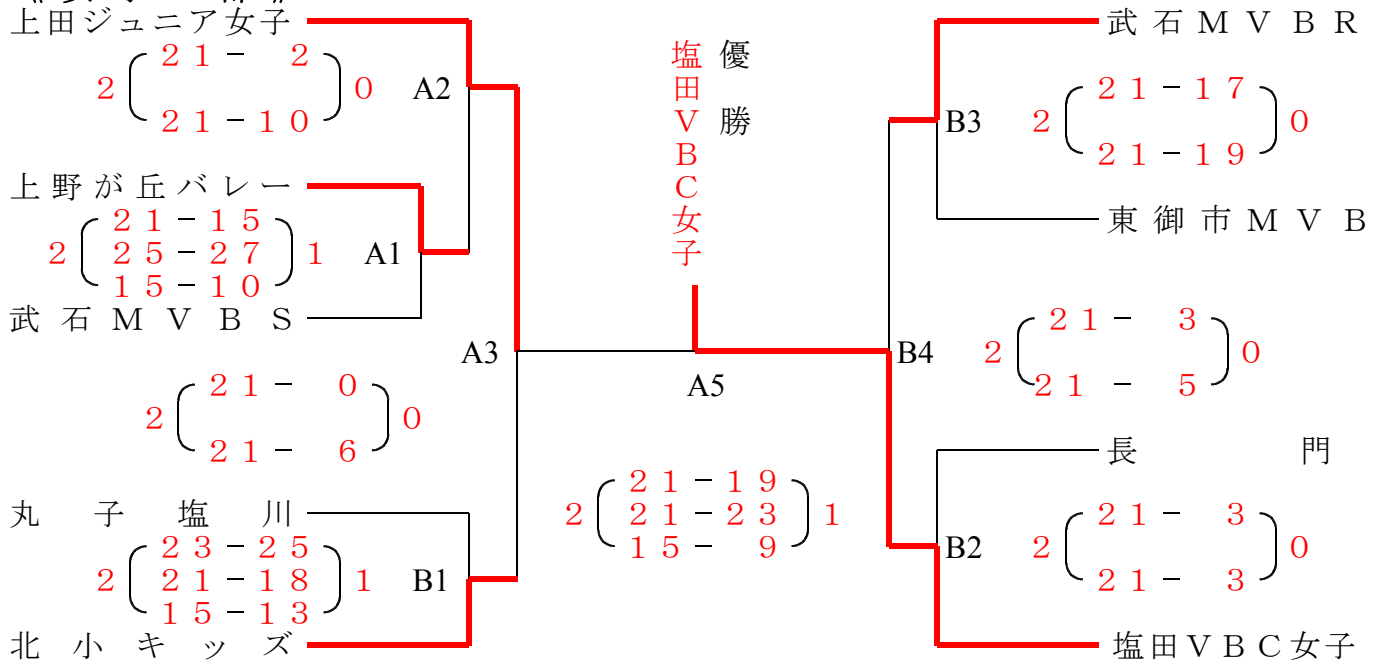 上田ジュニア女子
2 21－ 2 0
21－10
A2
上野が丘バレー
21－15
2 25－27 1
15－10
A1
武石ＭＶＢＳ
A3
21－ 0
2 0
21－ 6
丸子塩川
23－25
2 21－18 1
15－13
B1
北小キッズ
優勝
塩田ＶＢＣ女子
A5
21－19
2 21－23 1
15－ 9
武石ＭＶＢＲ
B3
21－17
2 0
21－19
東御市ＭＶＢ
B4
21－ 3
2 0
21－ 5
長門
B2
21－ 3
2 0
21－ 3
塩田ＶＢＣ女子